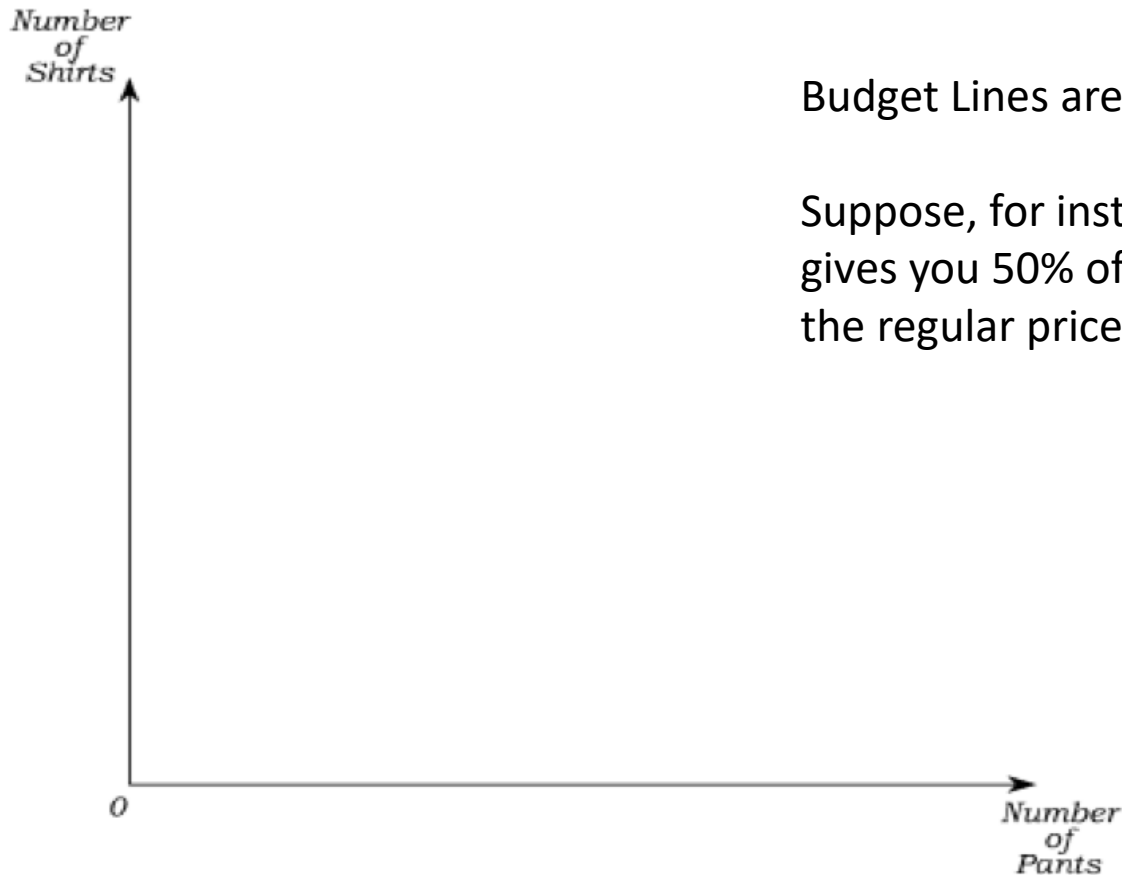 Number
of
Shirts
Budget Lines are
Suppose, for inst
gives you 50% of
the regular price
0
Number
of
Pants